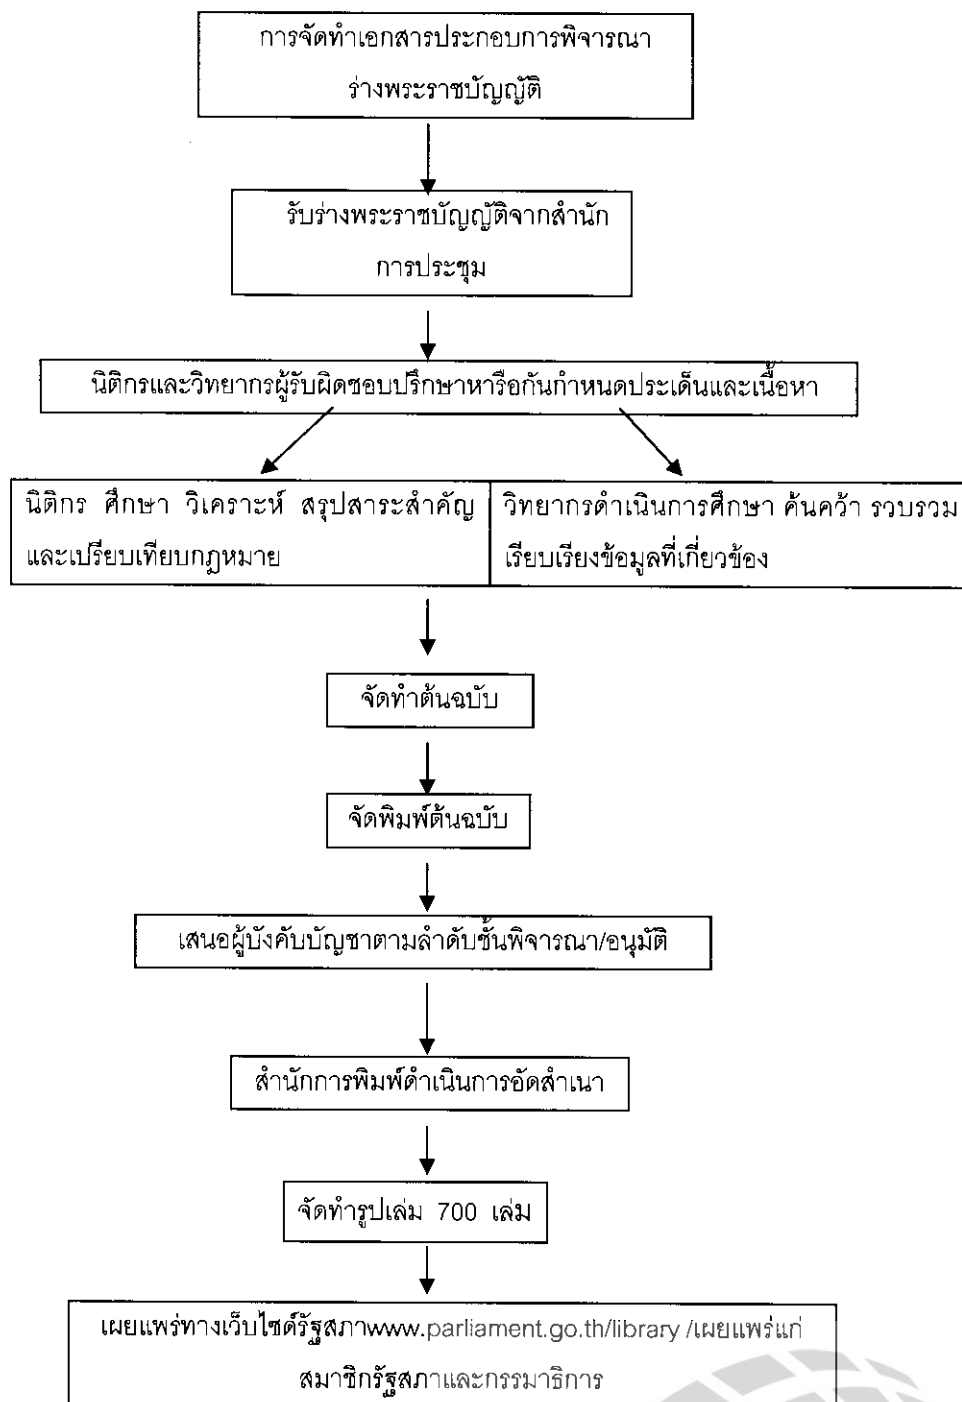 การจัดทำเอกสารประกอบการพิจารณา
ร่างพระราชบัญญัติ
รับร่างพระราชบัญญัติจากสำนัก
การประชุม
นิติกรและวิทยากรผู้รับผิดชอบปรึกษาหารือกันกำหนดประเด็นและเนื้อหา
นิติกร ศึกษา วิเคราะห์ สรุปสาระสำคัญ
และเปรียบเทียบกฎหมาย
วิทยากรดำเนินการศึกษา ค้นคว้า รวบรวม
เรียบเรียงข้อมูลที่เกี่ยวข้อง
จัดทำต้นฉบับ
จัดพิมพ์ต้นฉบับ
เสนอผู้บังคับบัญชาตามลำดับชั้นพิจารณา/อนุมัติ
สำนักการพิมพ์ดำเนินการอัดสำเนา
จัดทำรูปเล่ม 700 เล่ม
เผยแพร่ทางเว็บไซต์รัฐสภาwww.parliament.go.th/library /เผยแพร่แก่
สมาชิกรัฐสภาและกรรมาธิการ